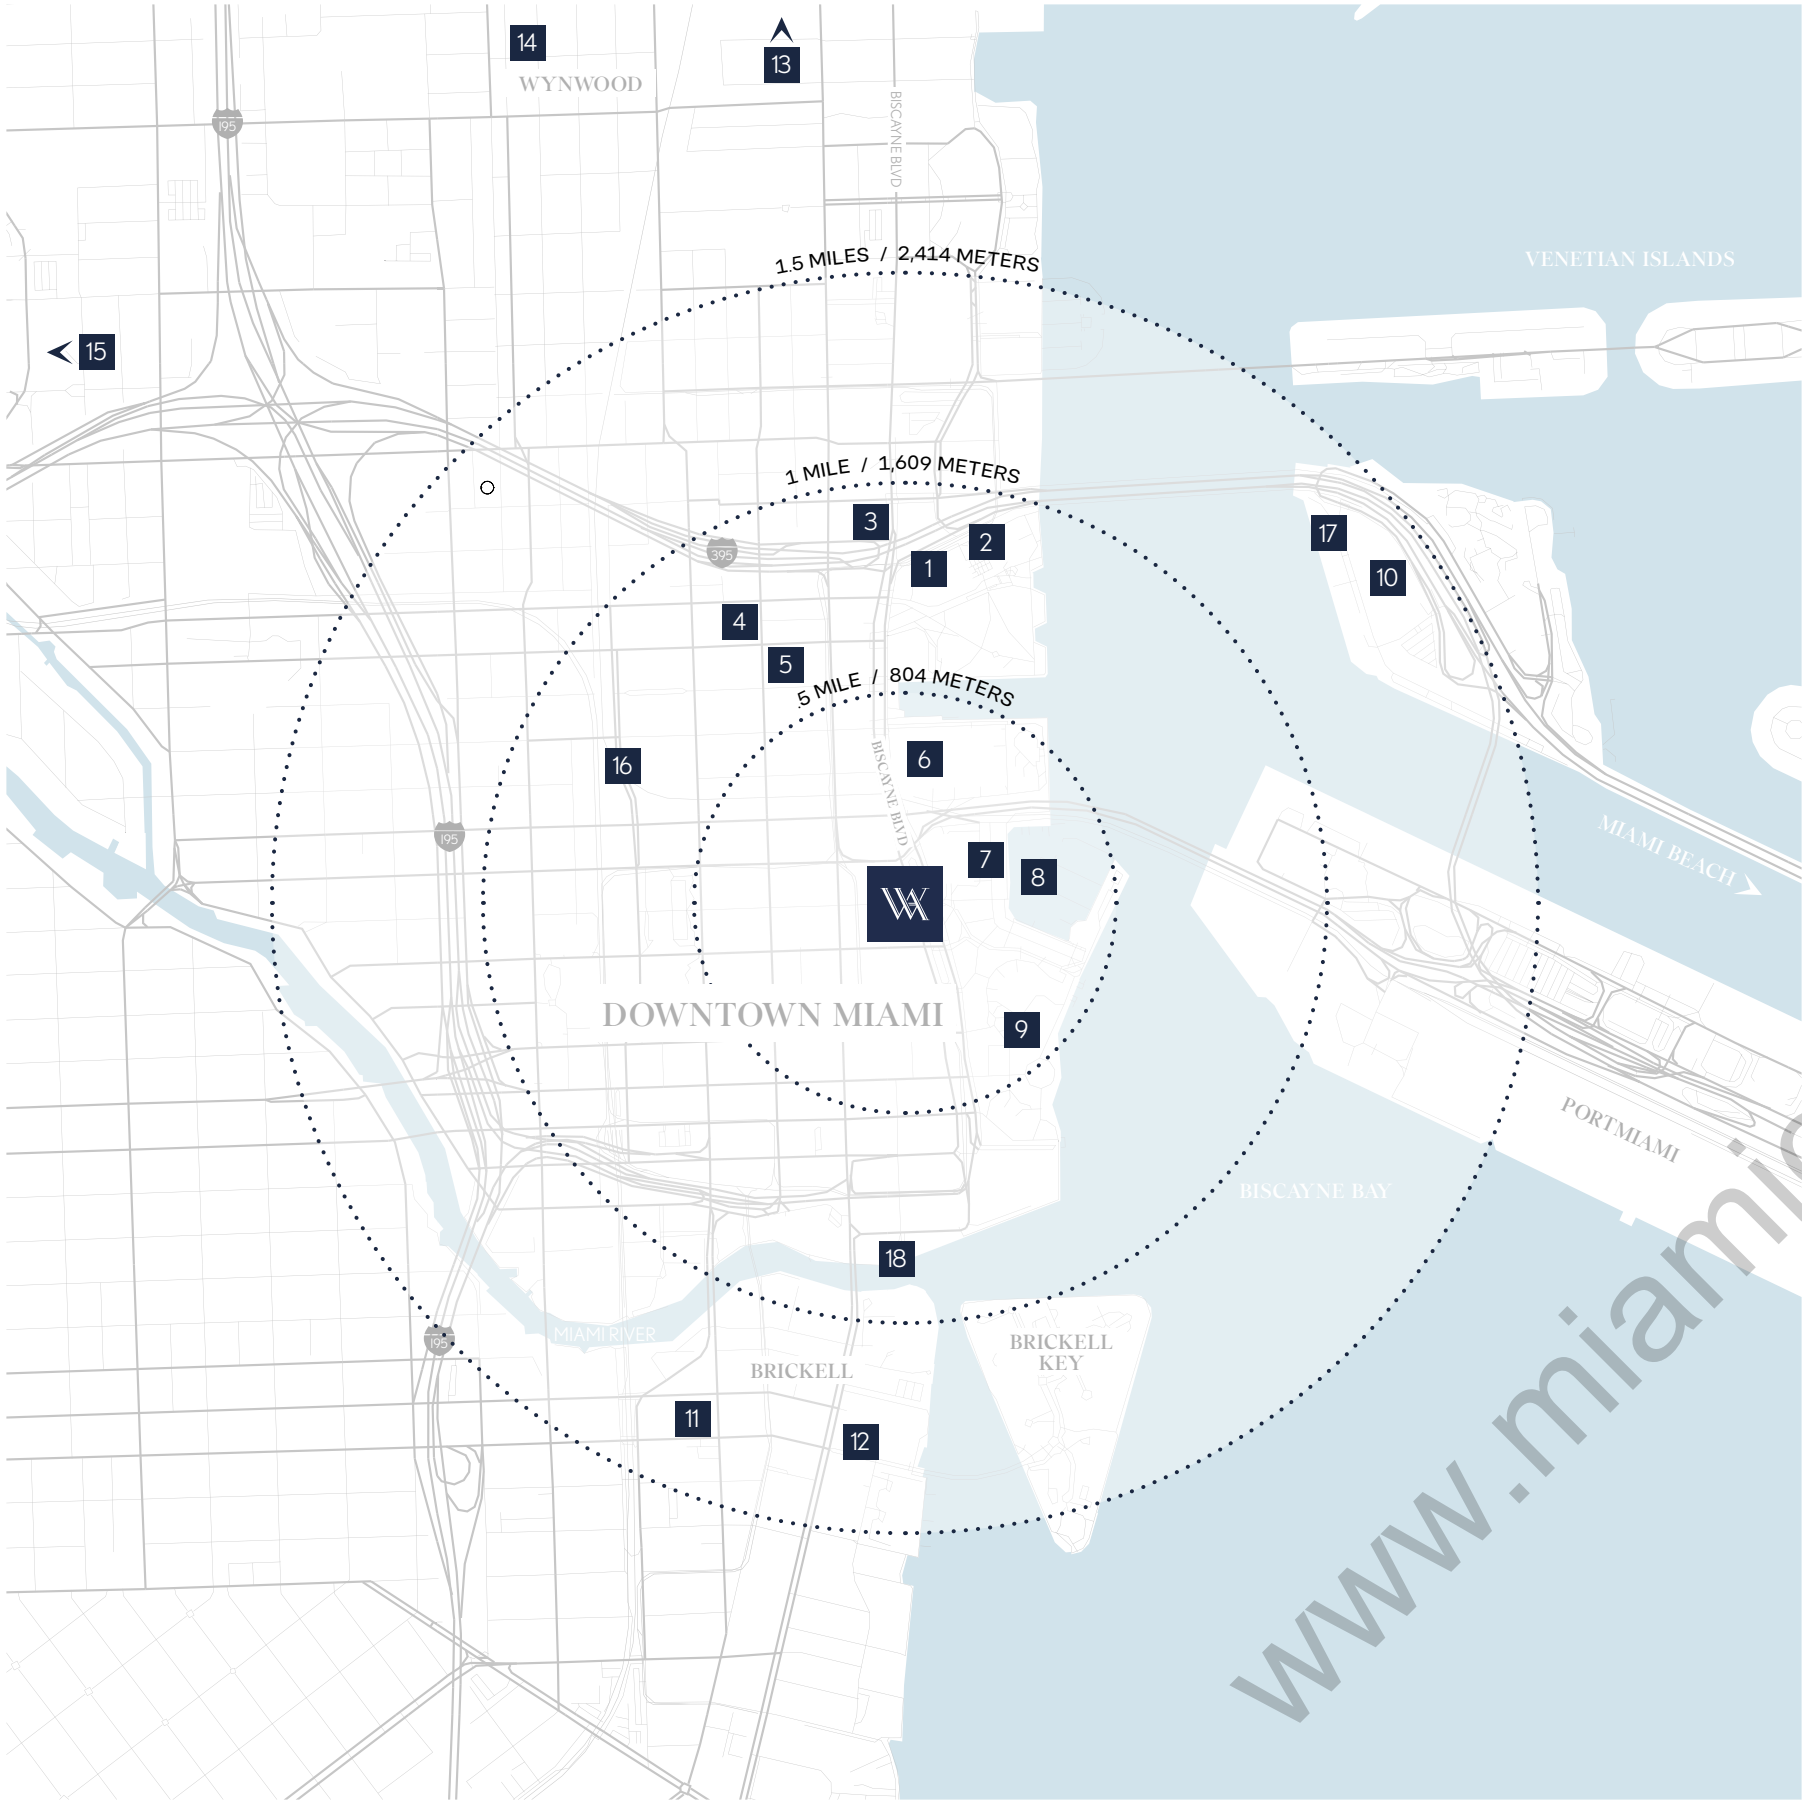 14
13
WYNWOOD
BISCAYNE BLVD
195
1.5 MILES / 2,414 METERS
VENETIAN ISLANDS
15
1 MILE / 1,609 METERS
3
2
17
395
1
10
4
5
.5 MILE / 804 METERS
6
16
BISCAYNE BLVD
195
MIAMI BEACH
7
8
WA
DOWNTOWN MIAMI
9
PORTMIAMI
BISCAYNE BAY
18
MIAMI RIVER
195
BRICKELL
KEY
BRICKELL
11
12